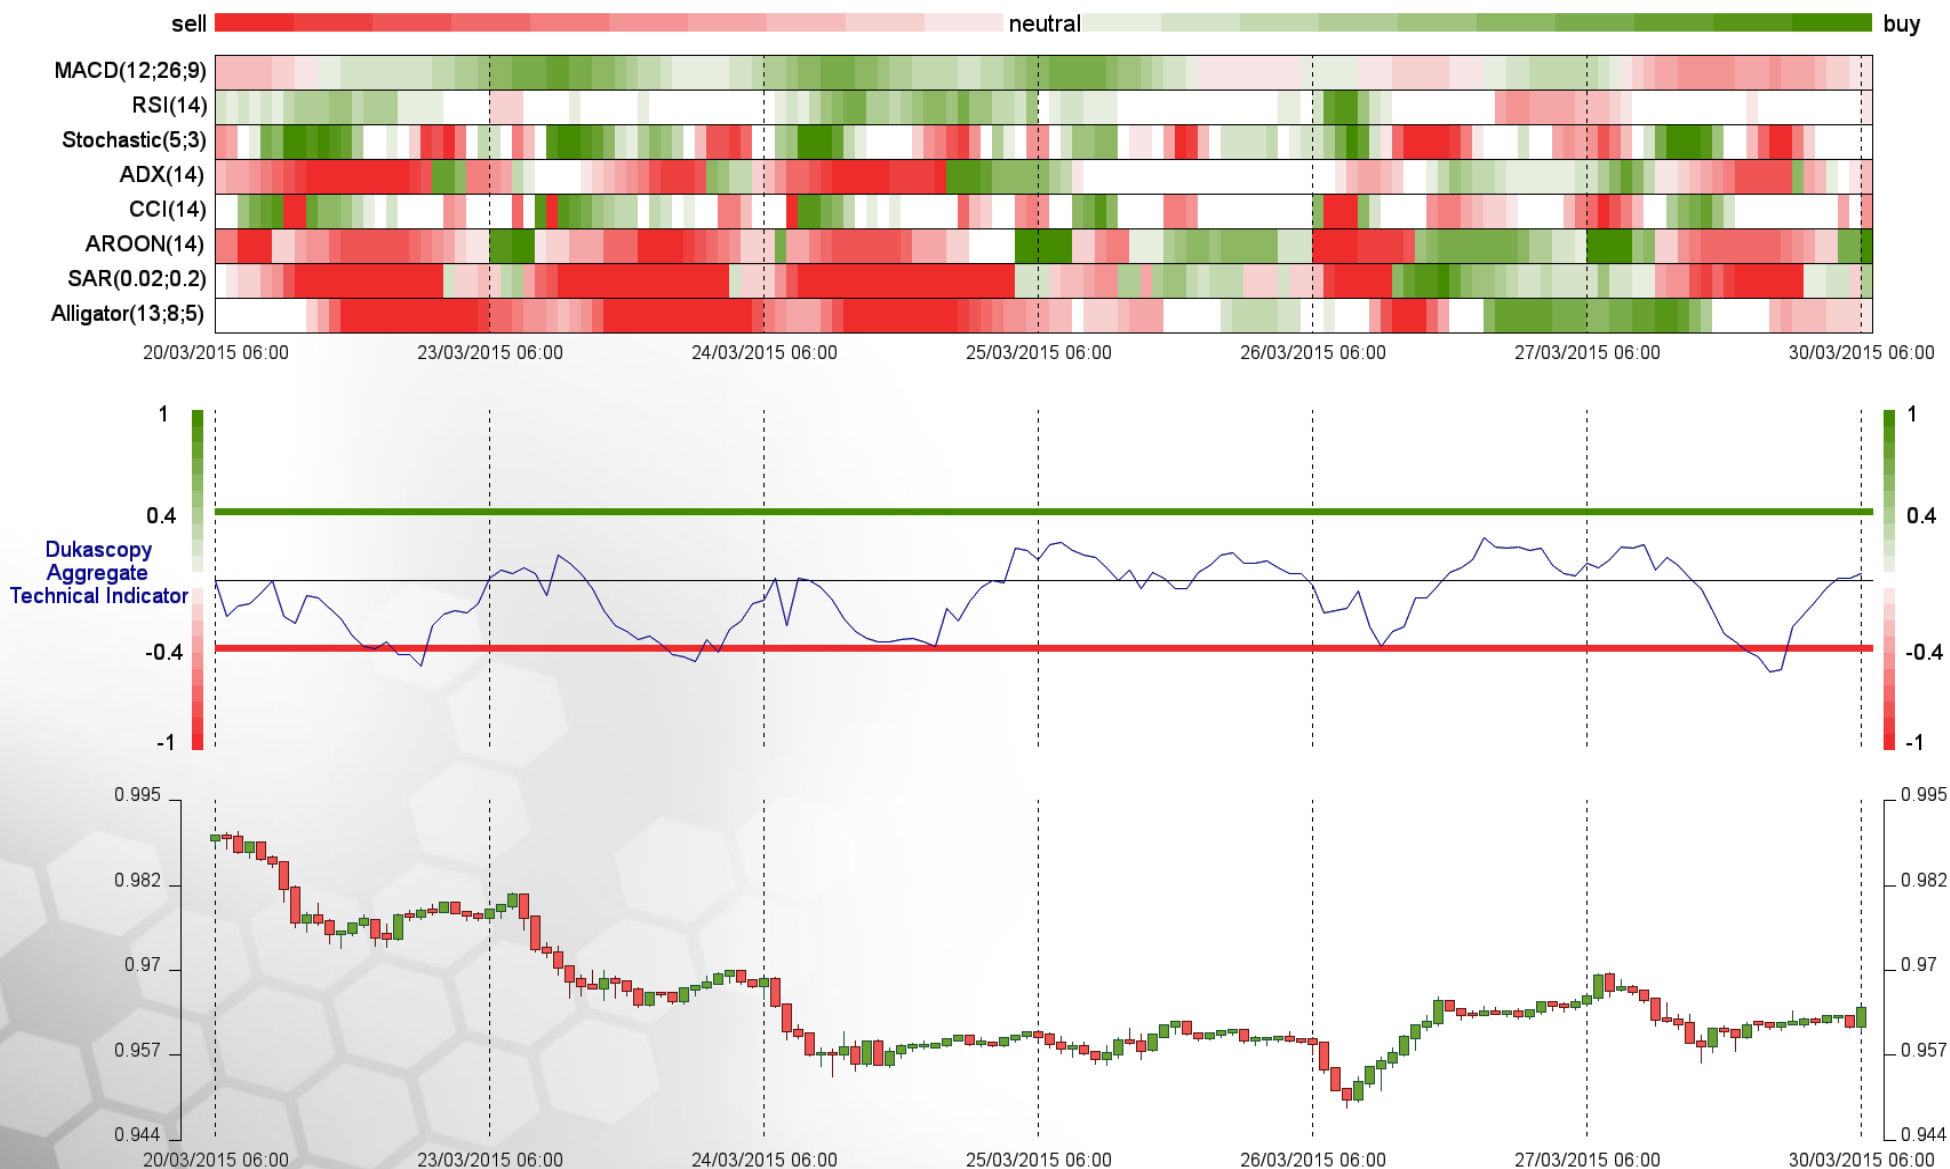 sell neutral buy
MACD(12;26;9)
RSI(14)
Stochastic(5;3)
ADX(14)
CCI(14)
AROON(14)
SAR(0.02;0.2)
Alligator(13;8;5)
20/03/2015 06:00 23/03/2015 06:00 24/03/2015 06:00 25/03/2015 06:00 26/03/2015 06:00 27/03/2015 06:00 30/03/2015 06:00
1 1
0.4 0.4
Dukascopy
Aggregate
Technical Indicator
-0.4 -0.4
-1 -1
0.995 0.995
0.982 0.982
0.97 0.97
0.957 0.957
0.944 0.944
20/03/2015 06:00 23/03/2015 06:00 24/03/2015 06:00 25/03/2015 06:00 26/03/2015 06:00 27/03/2015 06:00 30/03/2015 06:00